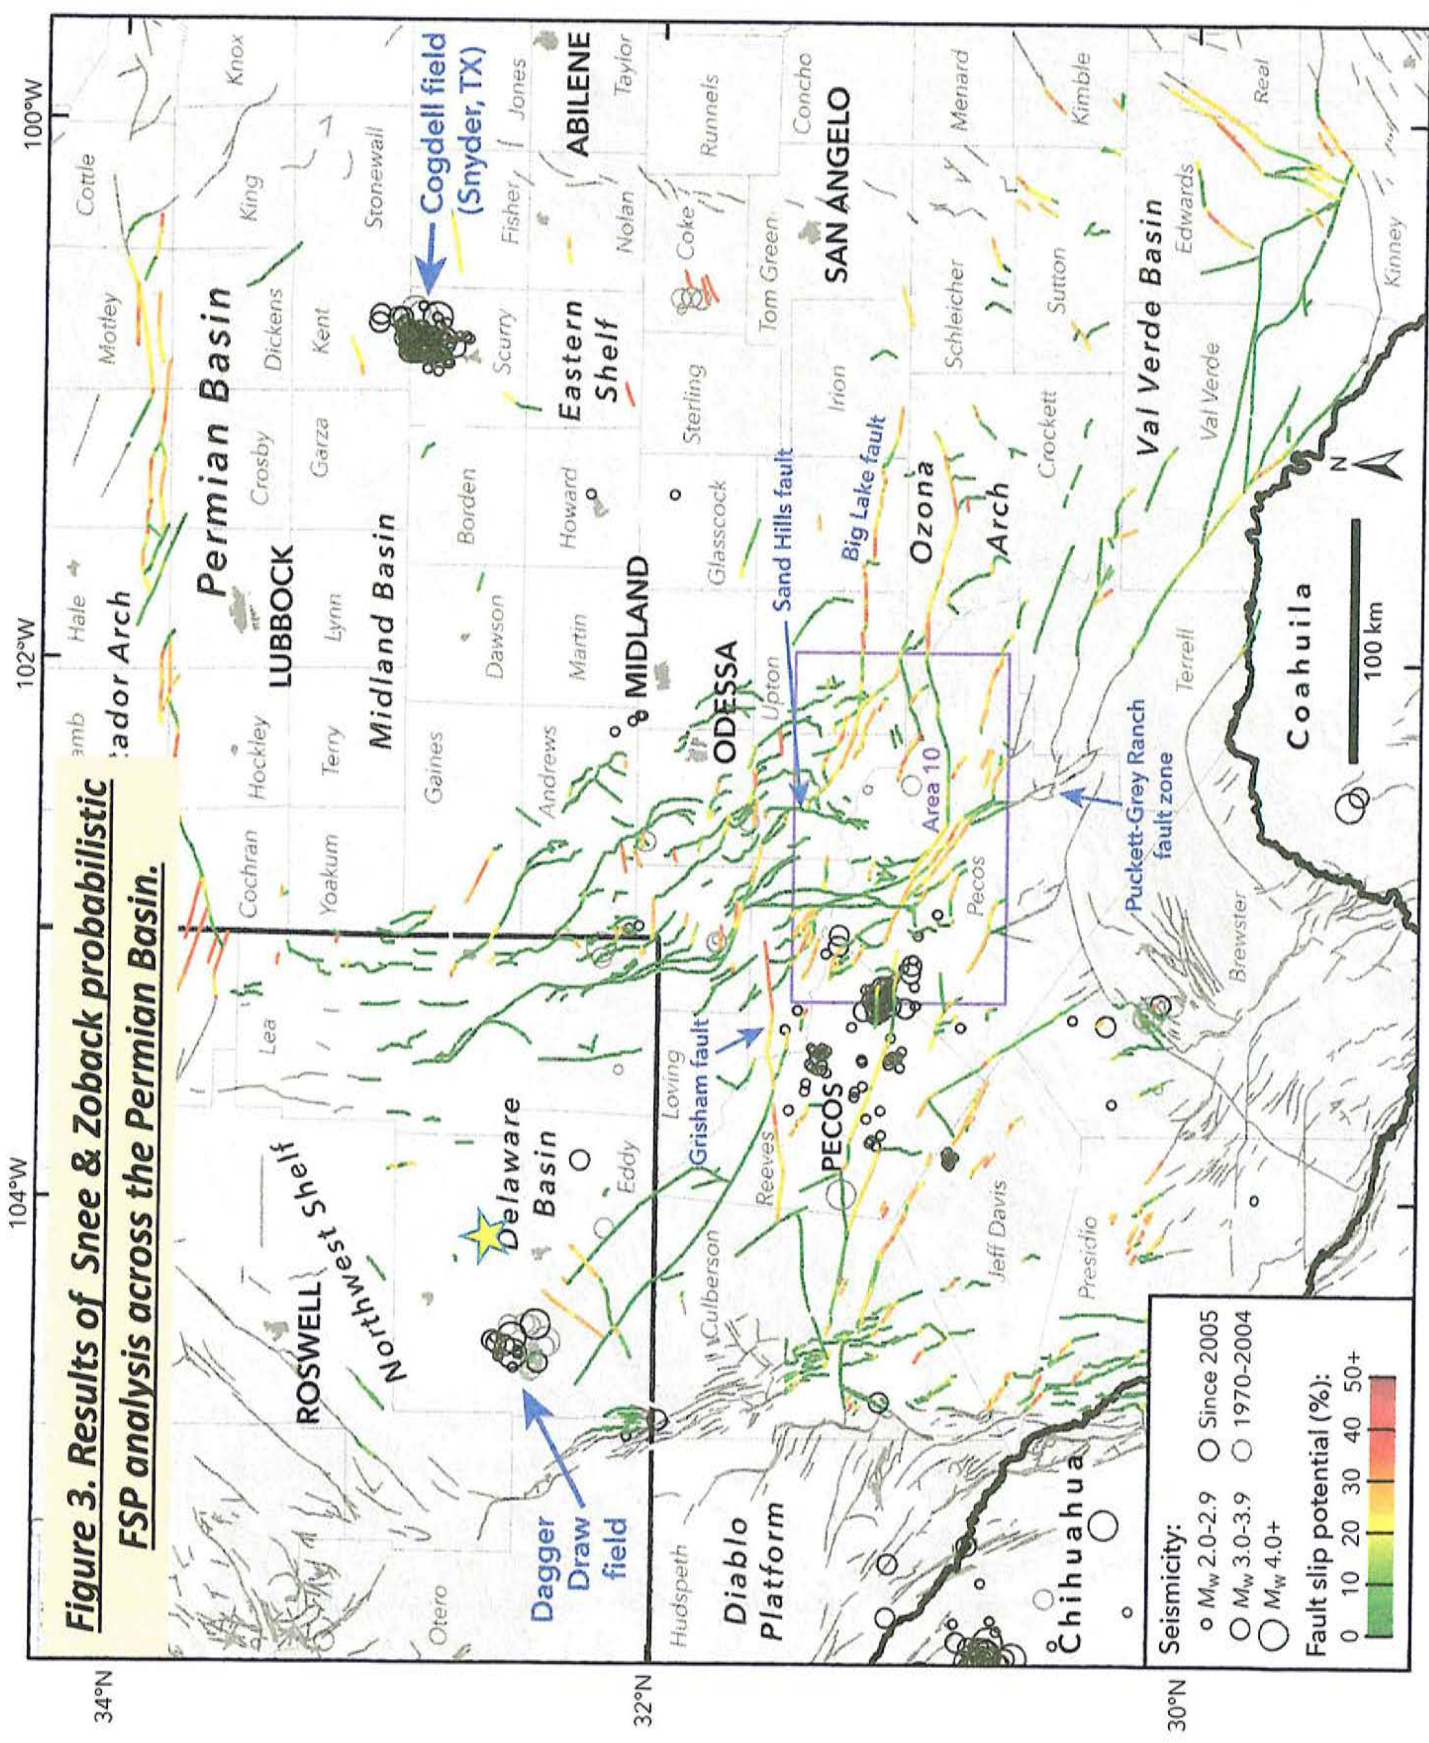 Figure 3. Results of Snee & Zoback probabilistic
FSP analysis across the Permian Basin.
104°W
102°W
100°W
34°N
32°N
30°N
amb
Hale
Motley
Cottle
Knox
tador Arch
Permian Basin
Cochran
Hockley
LUBBOCK
Crosby
Dickens
King
Lea
Yoakum
Terry
Lynn
Garza
Kent
Stonewall
ROSWELL
Northwest Shelf
Midland Basin
Cogdell field
(Snyder, TX)
Otero
Gaines
Dawson
Borden
Scurry
Fisher
Jones
Delaware
Basin
Eddy
Andrews
Martin
Howard
Eastern
Shelf
Nolan
ABILENE
Taylor
Dagger
Draw
field
MIDLAND
Hudspeth
Culberson
Loving
Grisham fault
ODESSA
Glasscock
Sterling
Coke
Runnels
Diablo
Platform
Reeves
PECOS
Upton
Sand Hills fault
Big Lake fault
Irion
Tom Green
SAN ANGELO
Concho
Area 10
Ozona
Arch
Schleicher
Menard
Jeff Davis
Pecos
Crockett
Sutton
Kimble
Chihuahua
Presidio
Brewster
Puckett-Grey Ranch
fault zone
Terrell
Val Verde
Val Verde Basin
Edwards
Real
Kinney
Coahuila
N
100 km
Seismicity:
Mw 2.0-2.9
Since 2005
Mw 3.0-3.9
1970-2004
Mw 4.0+
Fault slip potential (%):
0 10 20 30 40 50+